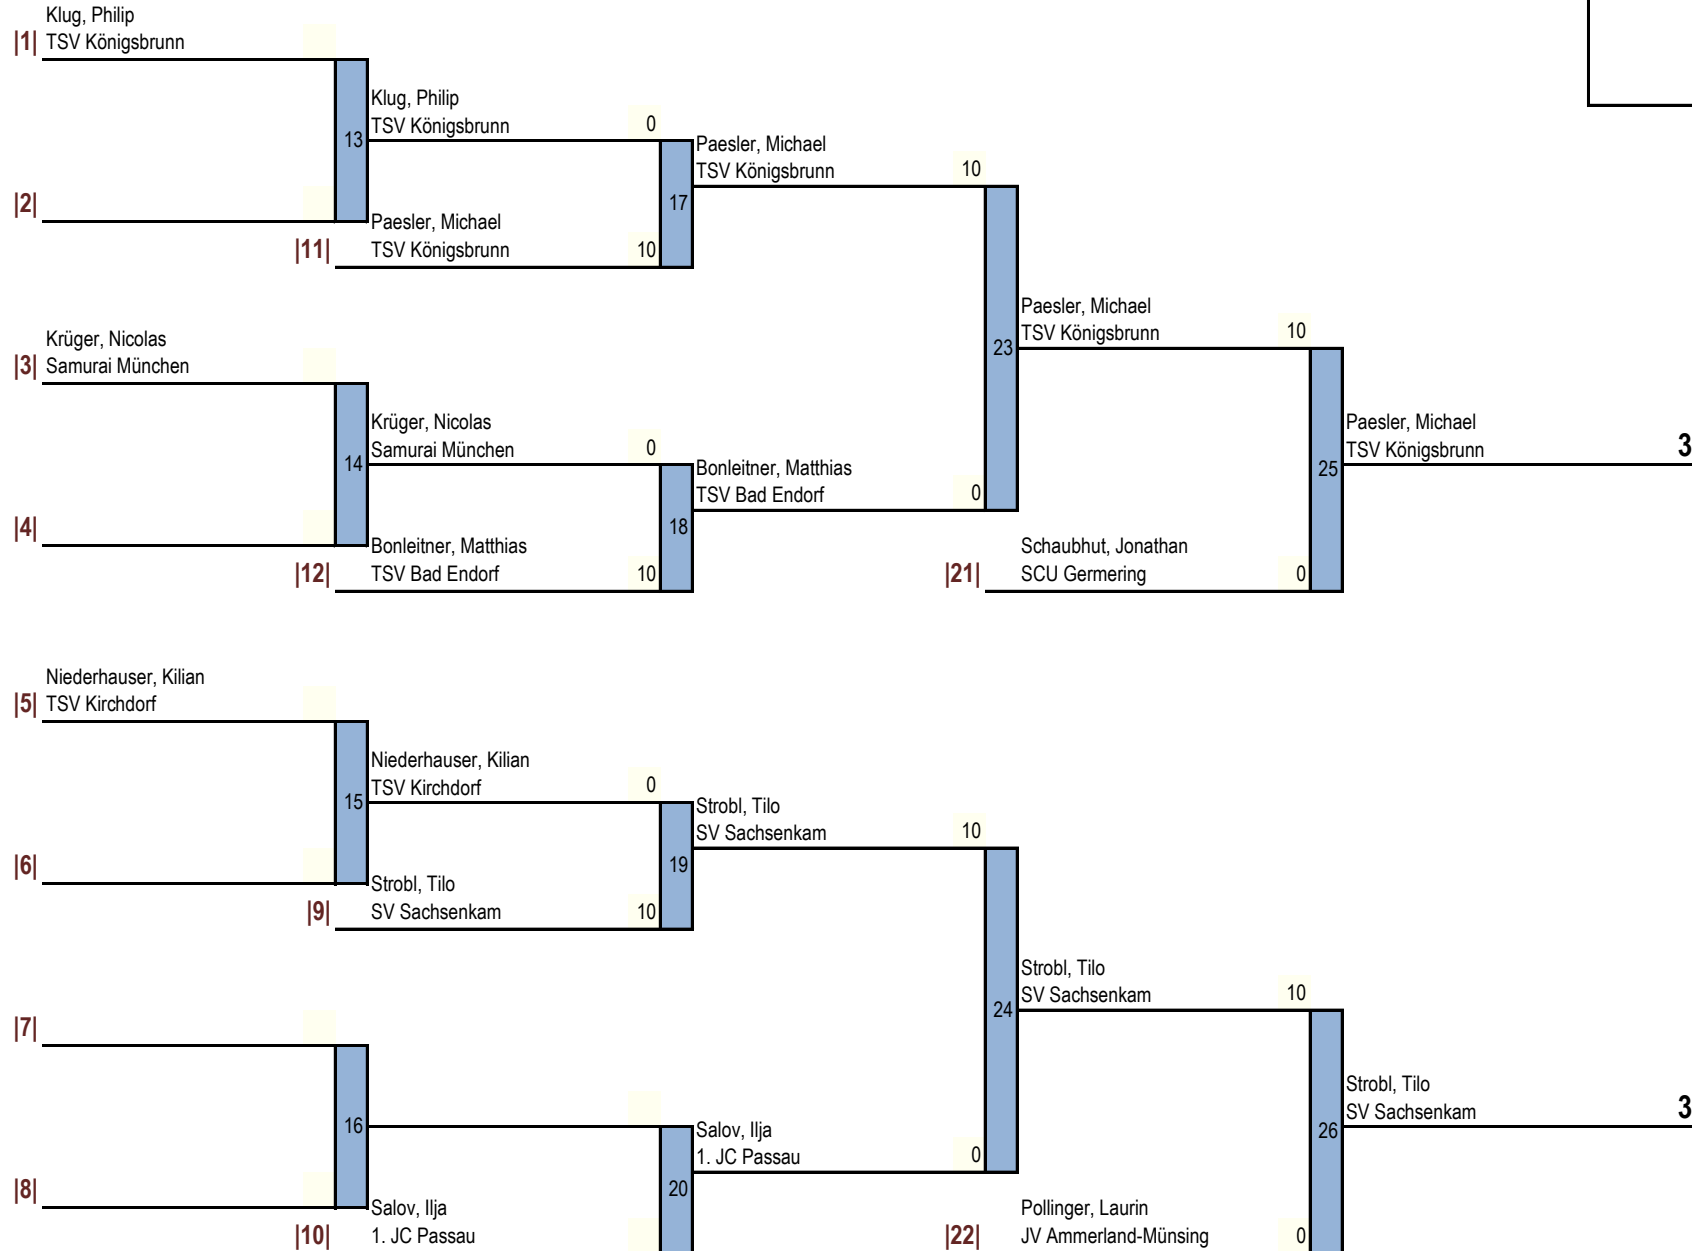 Klug, Philip
|1| TSV Königsbrunn
Klug, Philip
TSV Königsbrunn 0
13
Paesler, Michael
TSV Königsbrunn 10
|2|
17
Paesler, Michael
|11| TSV Königsbrunn 10
Paesler, Michael
TSV Königsbrunn 10
23
Krüger, Nicolas
|3| Samurai München
Krüger, Nicolas
Samurai München 0
14
Paesler, Michael
TSV Königsbrunn 3
25
Bonleitner, Matthias
TSV Bad Endorf 0
|4|
18
Bonleitner, Matthias
|12| TSV Bad Endorf 10
Schaubhut, Jonathan
|21| SCU Germering 0
Niederhauser, Kilian
|5| TSV Kirchdorf
Niederhauser, Kilian
TSV Kirchdorf 0
15
Strobl, Tilo
SV Sachsenkam 10
|6|
19
Strobl, Tilo
|9| SV Sachsenkam 10
Strobl, Tilo
SV Sachsenkam 10
24
|7|
Strobl, Tilo
SV Sachsenkam 3
16
26
Salov, Ilja
1. JC Passau 0
|8|
20
Salov, Ilja
|10| 1. JC Passau
Pollinger, Laurin
|22| JV Ammerland-Münsing 0